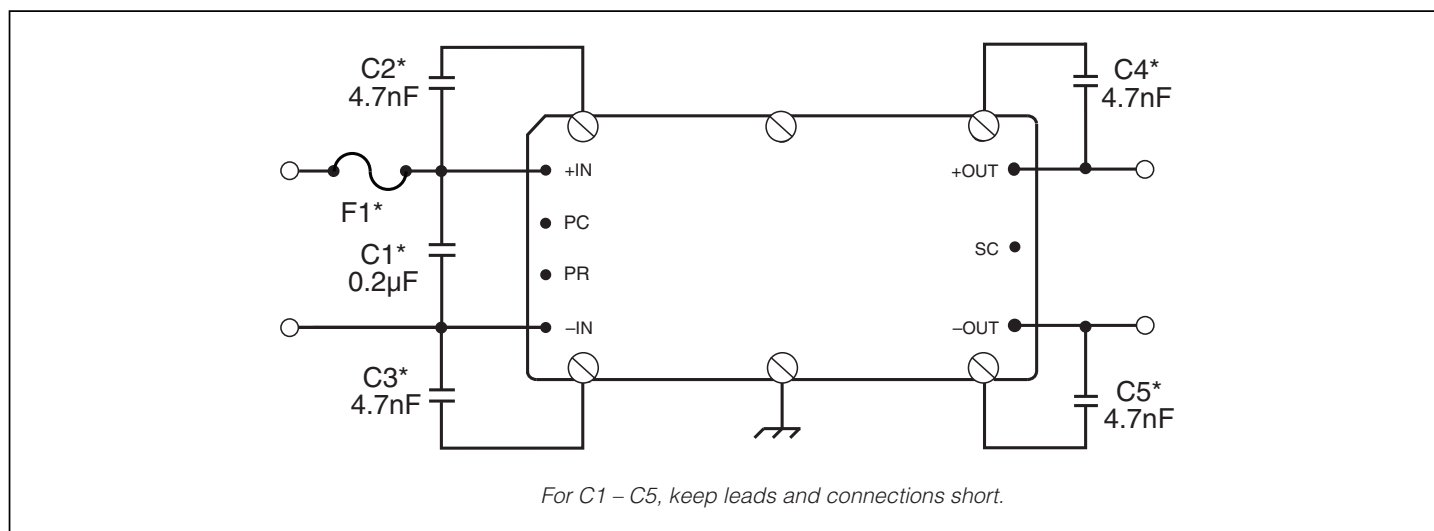 C2*
4.7nF
C4*
4.7nF
+IN
+OUT
F1*
PC
C1*
0.2µF
SC
PR
–IN
–OUT
C3*
4.7nF
C5*
4.7nF
For C1 – C5, keep leads and connections short.